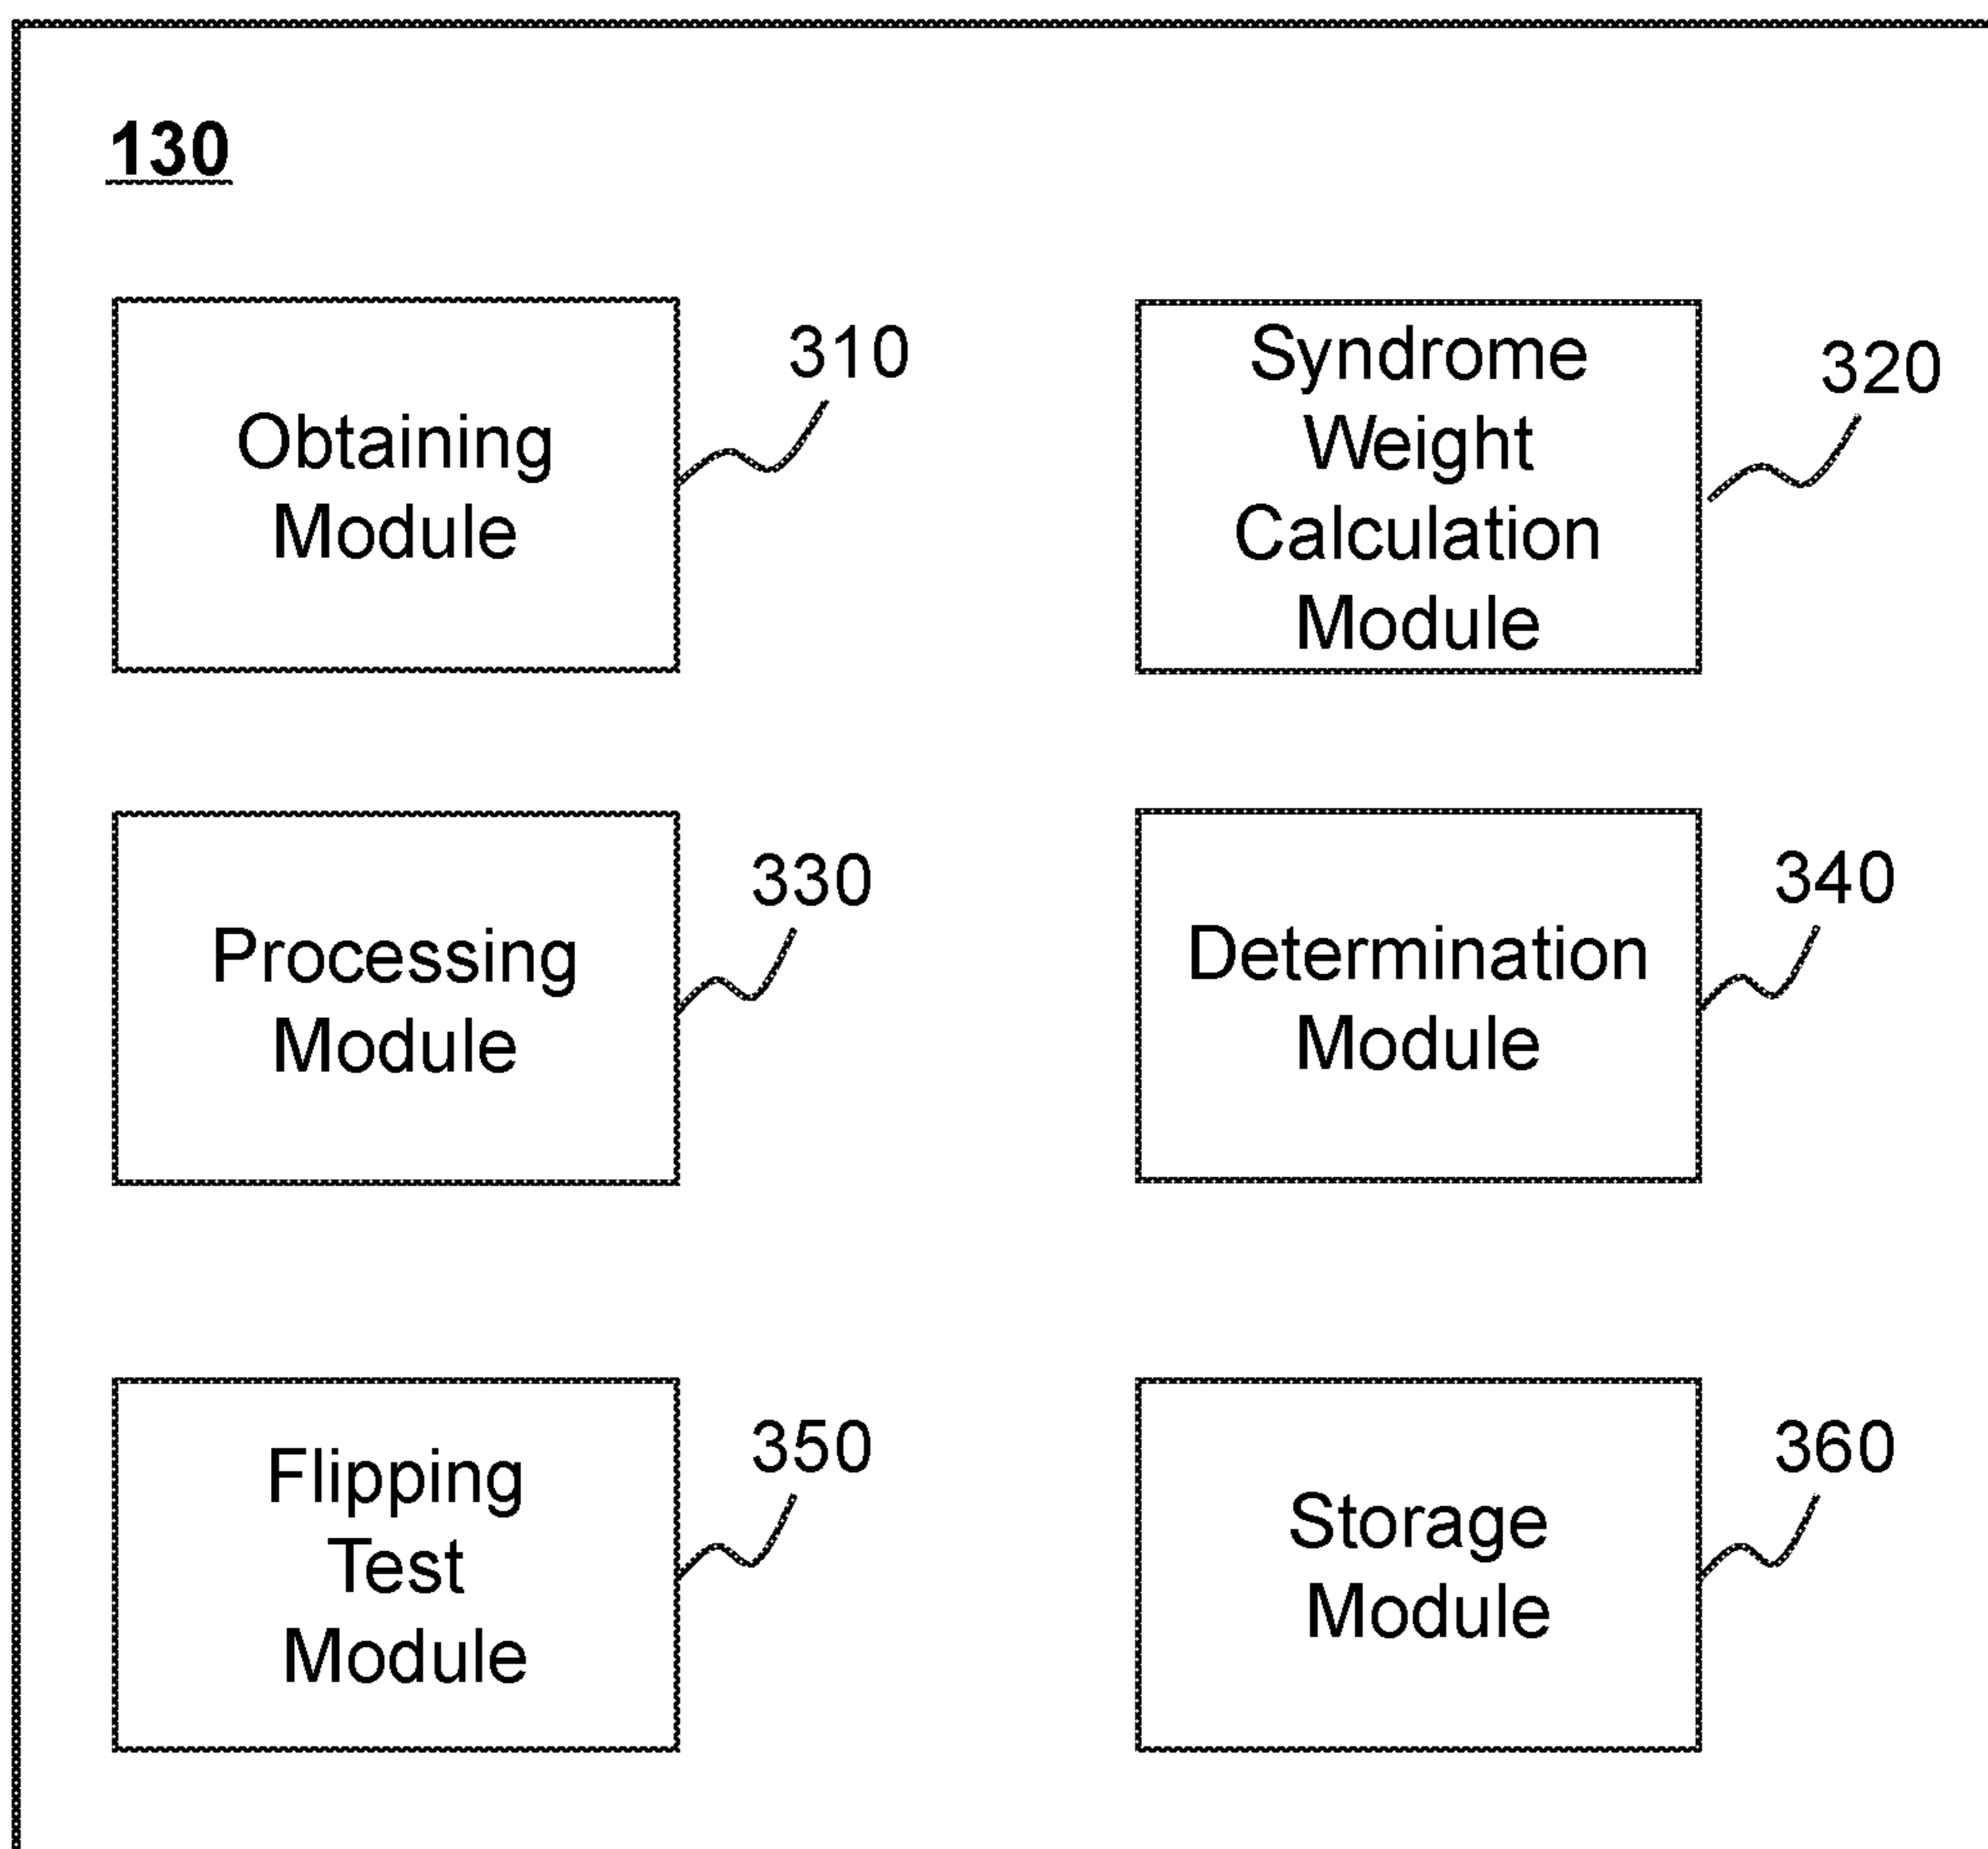 130
Obtaining
Module
310
Syndrome
Weight
Calculation
Module
320
Processing
Module
330
Determination
Module
340
Flipping
Test
Module
350
Storage
Module
360